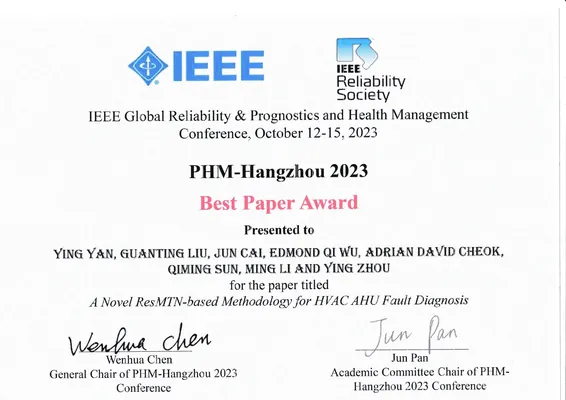 IEEE
IEEE
Reliability
Society
IEEE Global Reliability & Prognostics and Health Management
Conference, October 12-15, 2023
PHM-Hangzhou 2023
Best Paper Award
Presented to
YING YAN, GUANTING LIU, JUN CAI, EDMOND QI WU, ADRIAN DAVID CHEOK,
QIMING SUN, MING LI AND YING ZHOU
for the paper titled
A Novel ResMTN-based Methodology for HVAC AHU Fault Diagnosis
Wenhua Chen
Wenhua Chen
General Chair of PHM-Hangzhou 2023
Conference
Jun Pan
Jun Pan
Academic Committee Chair of PHM-
Hangzhou 2023 Conference